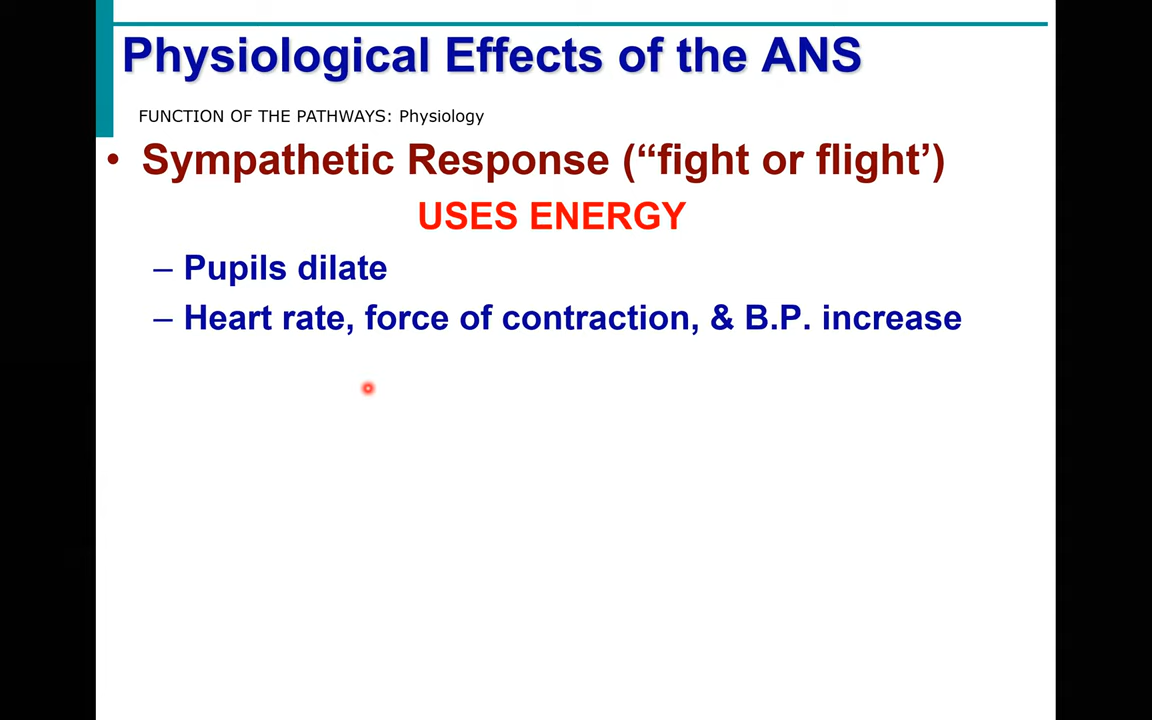 Physiological Effects of the ANS
FUNCTION OF THE PATHWAYS: Physiology
• Sympathetic Response (“fight or flight’)
USES ENERGY
– Pupils dilate
– Heart rate, force of contraction, & B.P. increase